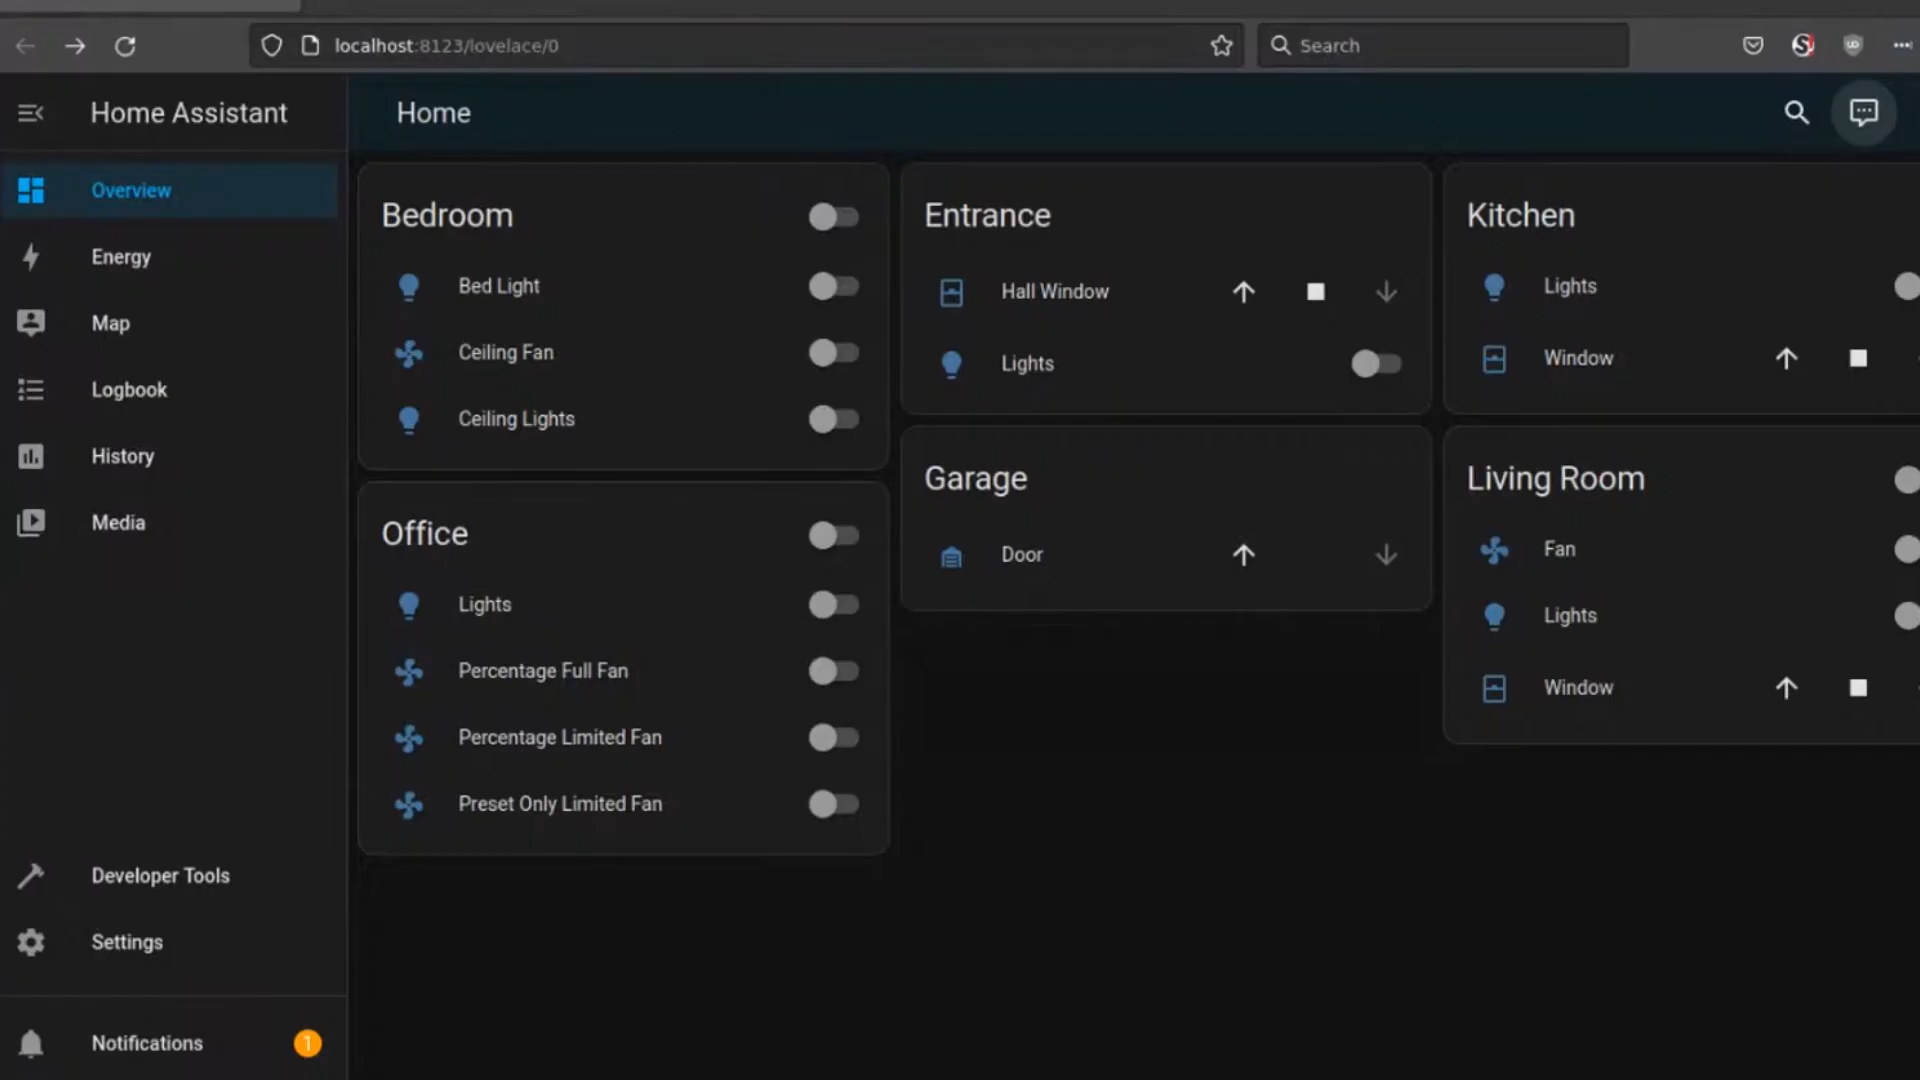 localhost:8123/lovelace/0
Search
Home Assistant
Home
Overview
Energy
Map
Logbook
History
Media
Developer Tools
Settings
Notifications
1
Bedroom
Bed Light
Ceiling Fan
Ceiling Lights
Office
Lights
Percentage Full Fan
Percentage Limited Fan
Preset Only Limited Fan
Entrance
Hall Window
Lights
Garage
Door
Kitchen
Lights
Window
Living Room
Fan
Lights
Window